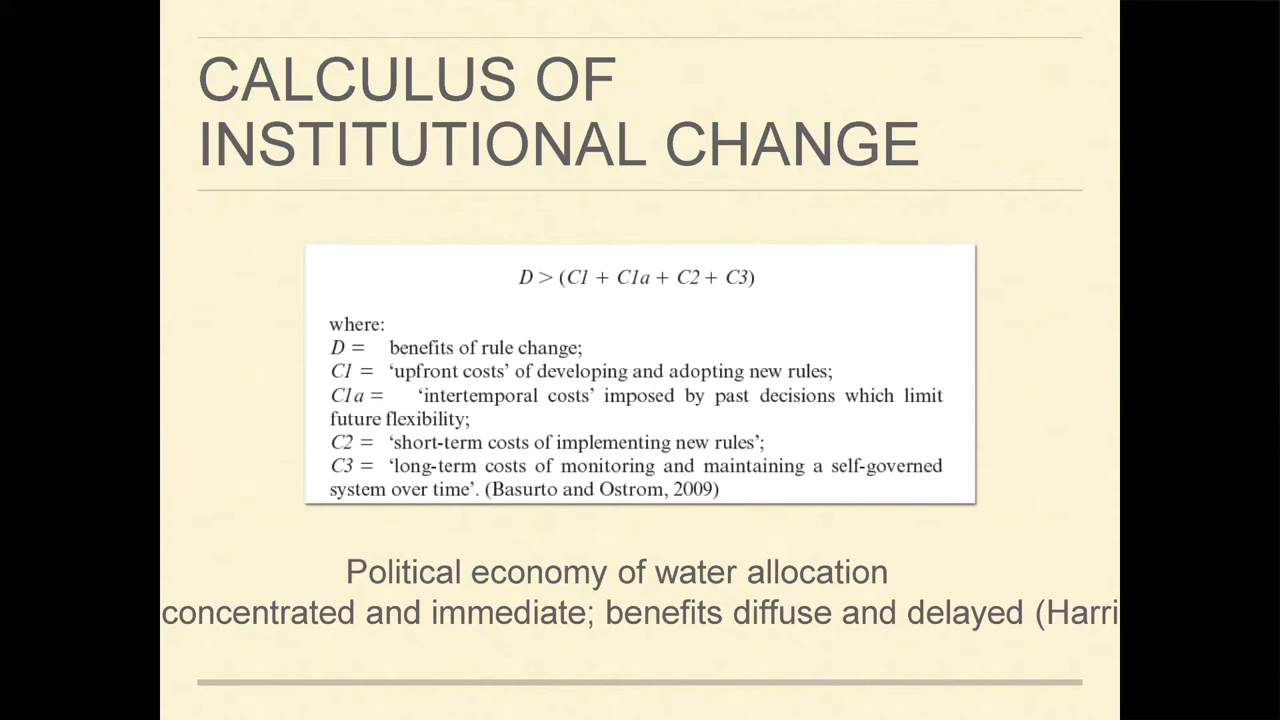 CALCULUS OF
INSTITUTIONAL CHANGE
D > (C1 + C1a + C2 + C3)
where:
D = benefits of rule change;
C1 = ‘upfront costs’ of developing and adopting new rules;
C1a = ‘intertemporal costs’ imposed by past decisions which limit
future flexibility;
C2 = ‘short-term costs of implementing new rules’;
C3 = ‘long-term costs of monitoring and maintaining a self-governed
system over time’. (Basurto and Ostrom, 2009)
Political economy of water allocation
concentrated and immediate; benefits diffuse and delayed (Harri